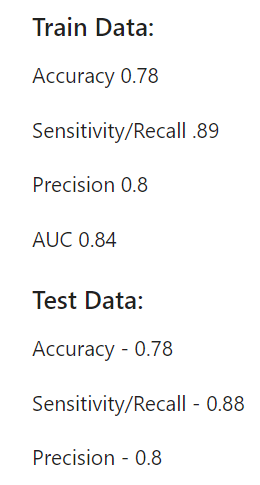 Train Data:
Accuracy 0.78
Sensitivity/Recall .89
Precision 0.8
AUC 0.84
Test Data:
Accuracy - 0.78
Sensitivity/Recall - 0.88
Precision - 0.8